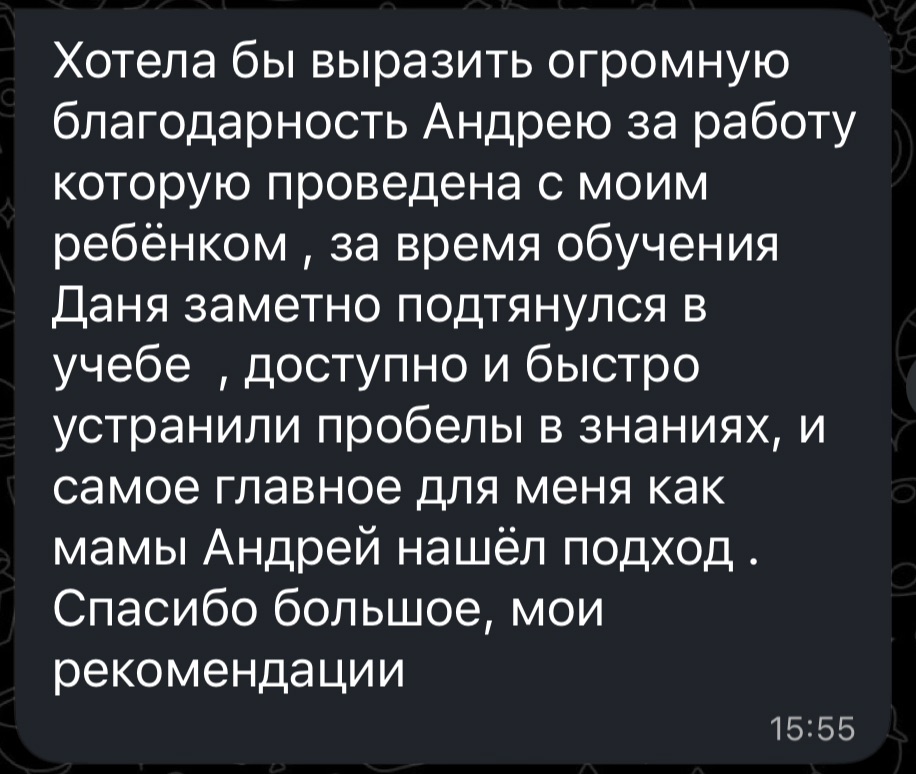 Хотела бы выразить огромную
благодарность Андрею за работу
которую проведена с моим
ребёнком , за время обучения
Даня заметно подтянулся в
учебе  , доступно и быстро
устранили пробелы в знаниях, и
самое главное для меня как
мамы Андрей нашёл подход .
Спасибо большое, мои
рекомендации
15:55